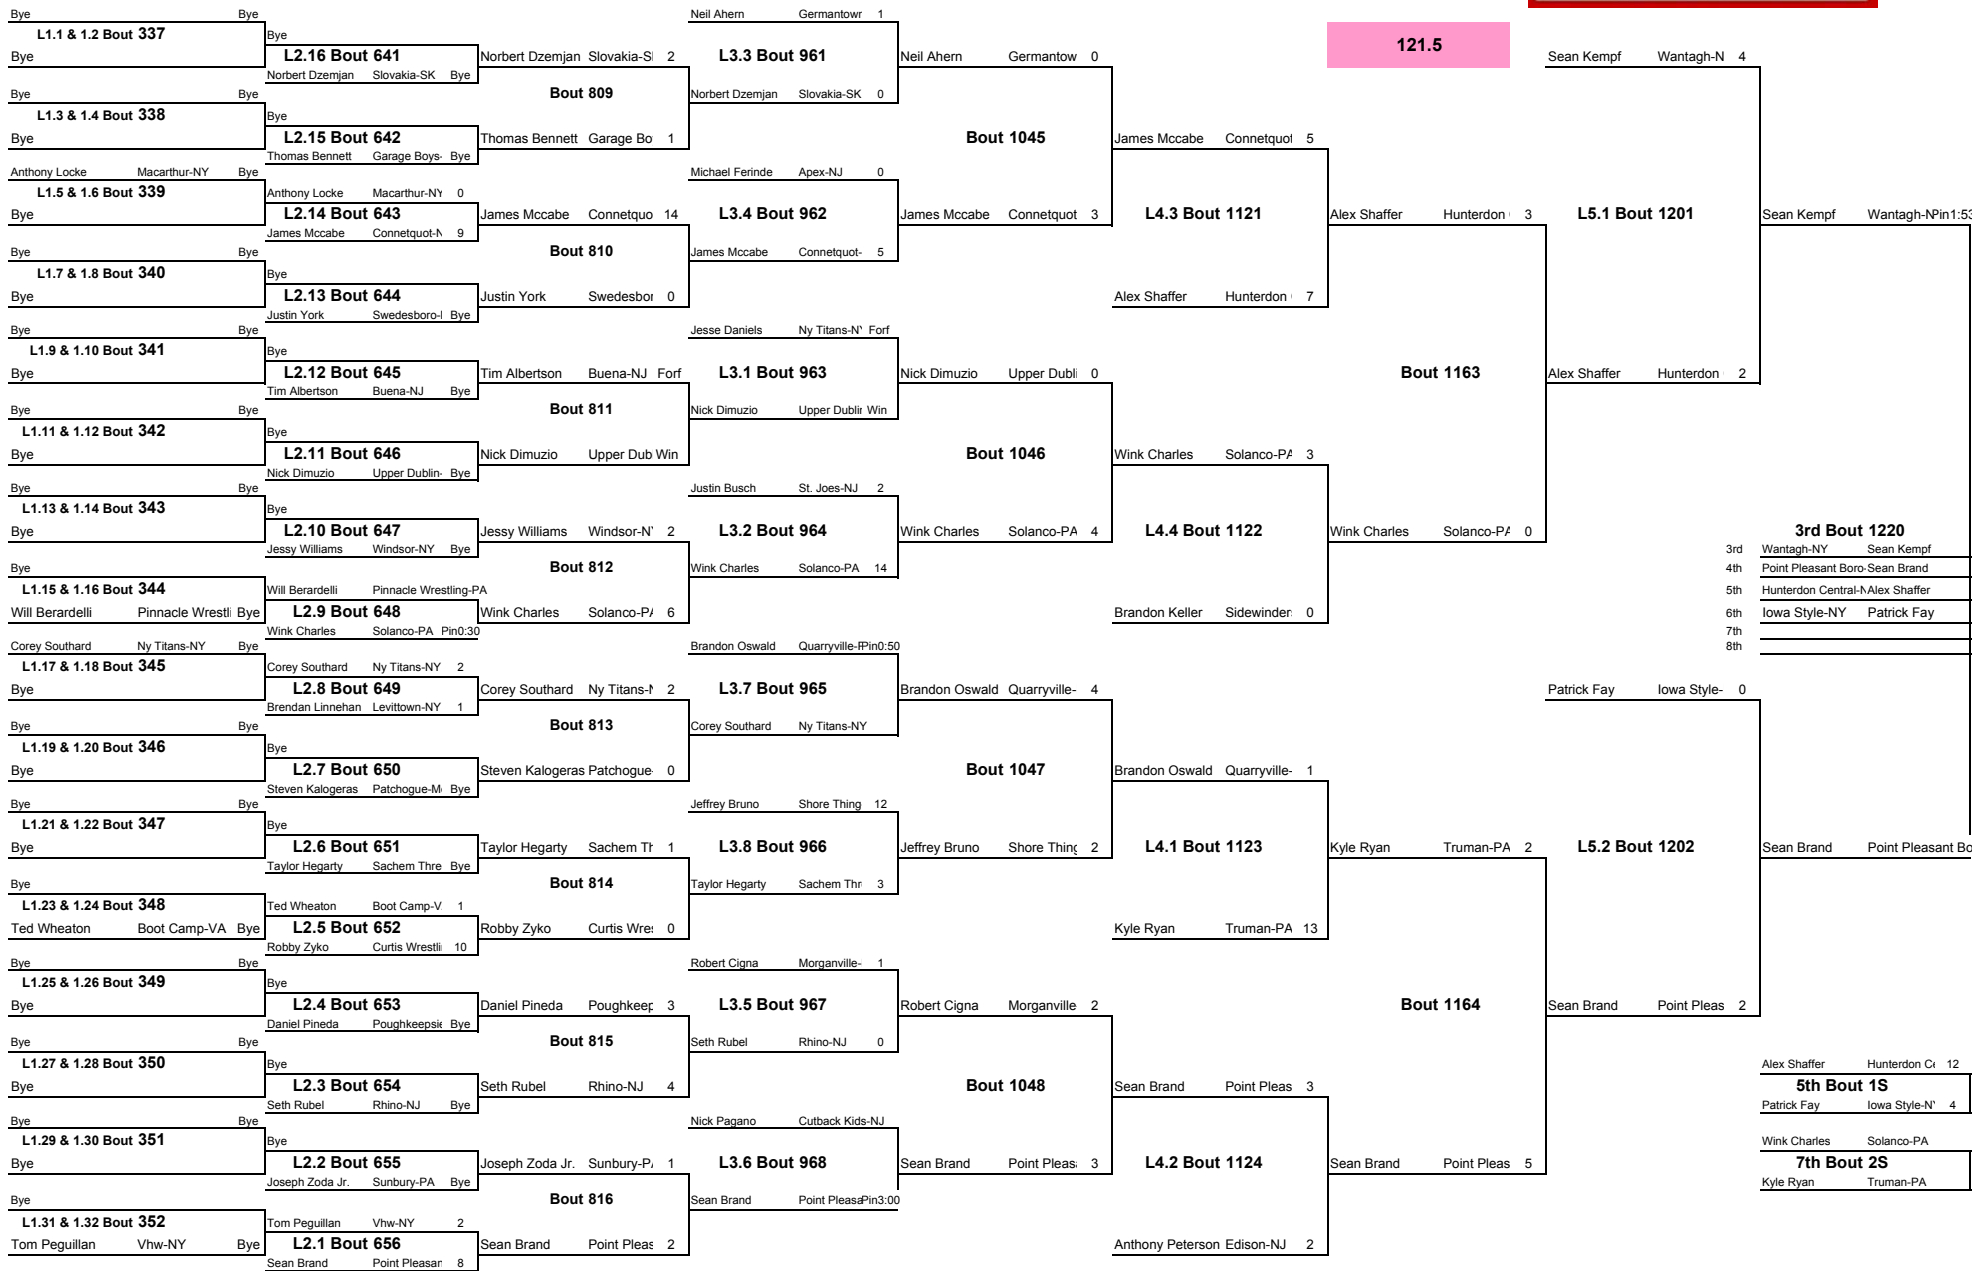 Bye Bye
L1.1 & 1.2 Bout 337
Bye
Bye Bye
L1.3 & 1.4 Bout 338
Bye
Anthony Locke Macarthur-NY Bye
L1.5 & 1.6 Bout 339
Bye
Bye Bye
L1.7 & 1.8 Bout 340
Bye
Bye Bye
L1.9 & 1.10 Bout 341
Bye
Bye Bye
L1.11 & 1.12 Bout 342
Bye
Bye Bye
L1.13 & 1.14 Bout 343
Bye
Bye
L1.15 & 1.16 Bout 344
Will Berardelli Pinnacle Wrestli Bye
Corey Southard Ny Titans-NY Bye
L1.17 & 1.18 Bout 345
Bye
Bye Bye
L1.19 & 1.20 Bout 346
Bye
Bye Bye
L1.21 & 1.22 Bout 347
Bye
Bye
L1.23 & 1.24 Bout 348
Ted Wheaton Boot Camp-VA Bye
Bye Bye
L1.25 & 1.26 Bout 349
Bye
Bye Bye
L1.27 & 1.28 Bout 350
Bye
Bye Bye
L1.29 & 1.30 Bout 351
Bye
Bye
L1.31 & 1.32 Bout 352
Tom Peguillan Vhw-NY Bye
Bye
L2.16 Bout 641
Norbert Dzemjan Slovakia-SK Bye
Bye
L2.15 Bout 642
Thomas Bennett Garage Boys- Bye
Anthony Locke Macarthur-NY 0
L2.14 Bout 643
James Mccabe Connetquot-N 9
Bye
L2.13 Bout 644
Justin York Swedesboro-I Bye
Bye
L2.12 Bout 645
Tim Albertson Buena-NJ Bye
Bye
L2.11 Bout 646
Nick Dimuzio Upper Dublin- Bye
Bye
L2.10 Bout 647
Jessy Williams Windsor-NY Bye
Will Berardelli Pinnacle Wrestling-PA
L2.9 Bout 648
Wink Charles Solanco-PA Pin0:30
Corey Southard Ny Titans-NY 2
L2.8 Bout 649
Brendan Linnehan Levittown-NY 1
Bye
L2.7 Bout 650
Steven Kalogeras Patchogue-M Bye
Bye
L2.6 Bout 651
Taylor Hegarty Sachem Thre Bye
Ted Wheaton Boot Camp-V 1
L2.5 Bout 652
Robby Zyko Curtis Wrestli 10
Bye
L2.4 Bout 653
Daniel Pineda Poughkeepsie Bye
Bye
L2.3 Bout 654
Seth Rubel Rhino-NJ Bye
Bye
L2.2 Bout 655
Joseph Zoda Jr. Sunbury-PA Bye
Tom Peguillan Vhw-NY 2
L2.1 Bout 656
Sean Brand Point Pleasan 8
Norbert Dzemjan Slovakia-S 2
Bout 809
Thomas Bennett Garage Bo 1
James Mccabe Connetquo 14
Bout 810
Justin York Swedesbor 0
Tim Albertson Buena-NJ Forf
Bout 811
Nick Dimuzio Upper Dub Win
Jessy Williams Windsor-N 2
Bout 812
Wink Charles Solanco-PA 6
Corey Southard Ny Titans-N 2
Bout 813
Steven Kalogeras Patchogue- 0
Taylor Hegarty Sachem Th 1
Bout 814
Robby Zyko Curtis Wres 0
Daniel Pineda Poughkeep 3
Bout 815
Seth Rubel Rhino-NJ 4
Joseph Zoda Jr. Sunbury-PA 1
Bout 816
Sean Brand Point Pleas 2
Neil Ahern Germantown 1
L3.3 Bout 961
Norbert Dzemjan Slovakia-SK 0
Michael Ferinde Apex-NJ 0
L3.4 Bout 962
James Mccabe Connetquot- 5
Jesse Daniels Ny Titans-N Forf
L3.1 Bout 963
Nick Dimuzio Upper Dublin Win
Justin Busch St. Joes-NJ 2
L3.2 Bout 964
Wink Charles Solanco-PA 14
Brandon Oswald Quarryville-PPin0:50
L3.7 Bout 965
Corey Southard Ny Titans-NY
Jeffrey Bruno Shore Thing 12
L3.8 Bout 966
Taylor Hegarty Sachem Thr 3
Robert Cigna Morganville- 1
L3.5 Bout 967
Seth Rubel Rhino-NJ 0
Nick Pagano Cutback Kids-NJ
L3.6 Bout 968
Sean Brand Point PleasaPin3:00
Neil Ahern Germantow 0
Bout 1045
James Mccabe Connetquot 3
Nick Dimuzio Upper Dubli 0
Bout 1046
Wink Charles Solanco-PA 4
Brandon Oswald Quarryville- 4
Bout 1047
Jeffrey Bruno Shore Thing 2
Robert Cigna Morganville 2
Bout 1048
Sean Brand Point Pleas 3
James Mccabe Connetquot 5
L4.3 Bout 1121
Alex Shaffer Hunterdon 7
Wink Charles Solanco-PA 3
L4.4 Bout 1122
Brandon Keller Sidewinder 0
Brandon Oswald Quarryville- 1
L4.1 Bout 1123
Kyle Ryan Truman-PA 13
Sean Brand Point Pleas 3
L4.2 Bout 1124
Anthony Peterson Edison-NJ 2
121.5
Alex Shaffer Hunterdon 3
Bout 1163
Wink Charles Solanco-PA 0
Kyle Ryan Truman-PA 2
Bout 1164
Sean Brand Point Pleas 5
Sean Kempf Wantagh-N 4
L5.1 Bout 1201
Alex Shaffer Hunterdon 2
Patrick Fay Iowa Style- 0
L5.2 Bout 1202
Sean Brand Point Pleas 2
Sean Kempf Wantagh-NPin1:53
3rd Bout 1220
3rd Wantagh-NY Sean Kempf
4th Point Pleasant Boro-Sean Brand
5th Hunterdon Central-NAlex Shaffer
6th Iowa Style-NY Patrick Fay
7th
8th
Sean Brand Point Pleasant Bo
Alex Shaffer Hunterdon Ce 12
5th Bout 1S
Patrick Fay Iowa Style-N 4
Wink Charles Solanco-PA
7th Bout 2S
Kyle Ryan Truman-PA